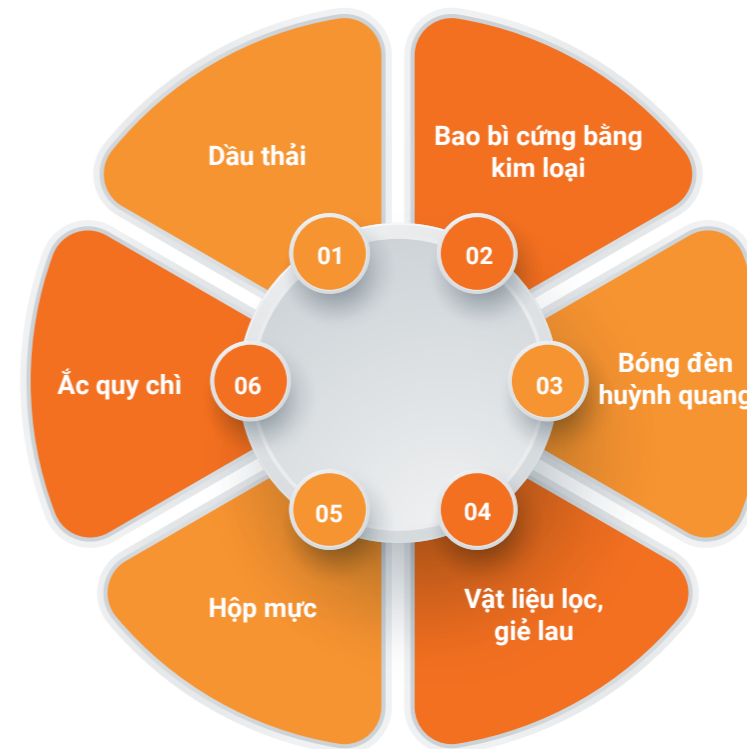 Dầu thải
01
Bao bì cứng bằng
kim loại
02
Bóng đèn
huỳnh quang
03
Vật liệu lọc,
giẻ lau
04
Hộp mực
05
Ắc quy chì
06